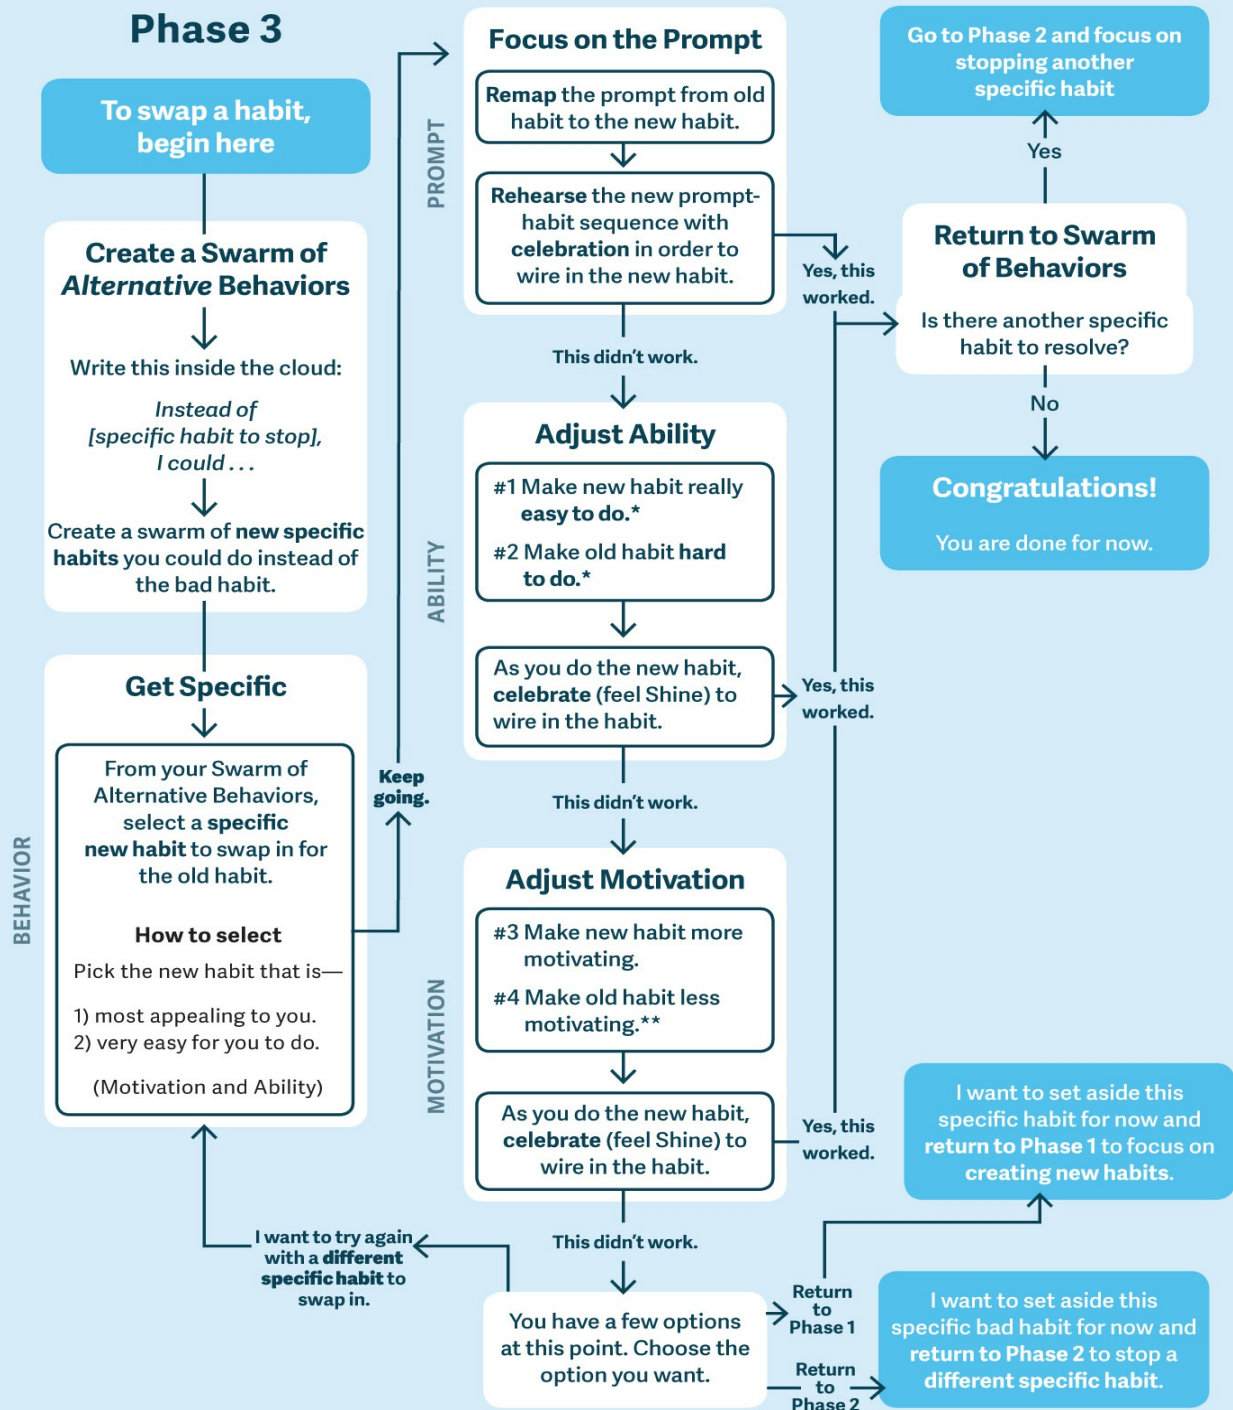 Phase 3
To swap a habit,
begin here
Create a Swarm of
Alternative Behaviors
Write this inside the cloud:
Instead of
[specific habit to stop],
I could . . .
Create a swarm of new specific
habits you could do instead of
the bad habit.
BEHAVIOR
Get Specific
From your Swarm of
Alternative Behaviors,
select a specific
new habit to swap in for
the old habit.
How to select
Pick the new habit that is—
1) most appealing to you.
2) very easy for you to do.
(Motivation and Ability)
Keep
going.
PROMPT
Focus on the Prompt
Remap the prompt from old
habit to the new habit.
Rehearse the new prompt-
habit sequence with
celebration in order to
wire in the new habit.
Yes, this
worked.
This didn't work.
ABILITY
Adjust Ability
#1 Make new habit really
easy to do.*
#2 Make old habit hard
to do.*
As you do the new habit,
celebrate (feel Shine) to
wire in the habit.
Yes, this
worked.
This didn't work.
MOTIVATION
Adjust Motivation
#3 Make new habit more
motivating.
#4 Make old habit less
motivating.**
As you do the new habit,
celebrate (feel Shine) to
wire in the habit.
Yes, this
worked.
This didn't work.
You have a few options
at this point. Choose the
option you want.
I want to try again
with a different
specific habit to
swap in.
Return
to
Phase 1
I want to set aside this
specific habit for now and
return to Phase 1 to focus on
creating new habits.
Return
to
Phase 2
I want to set aside this
specific bad habit for now and
return to Phase 2 to stop a
different specific habit.
Return to Swarm
of Behaviors
Is there another specific
habit to resolve?
Yes
Go to Phase 2 and focus on
stopping another
specific habit
No
Congratulations!
You are done for now.